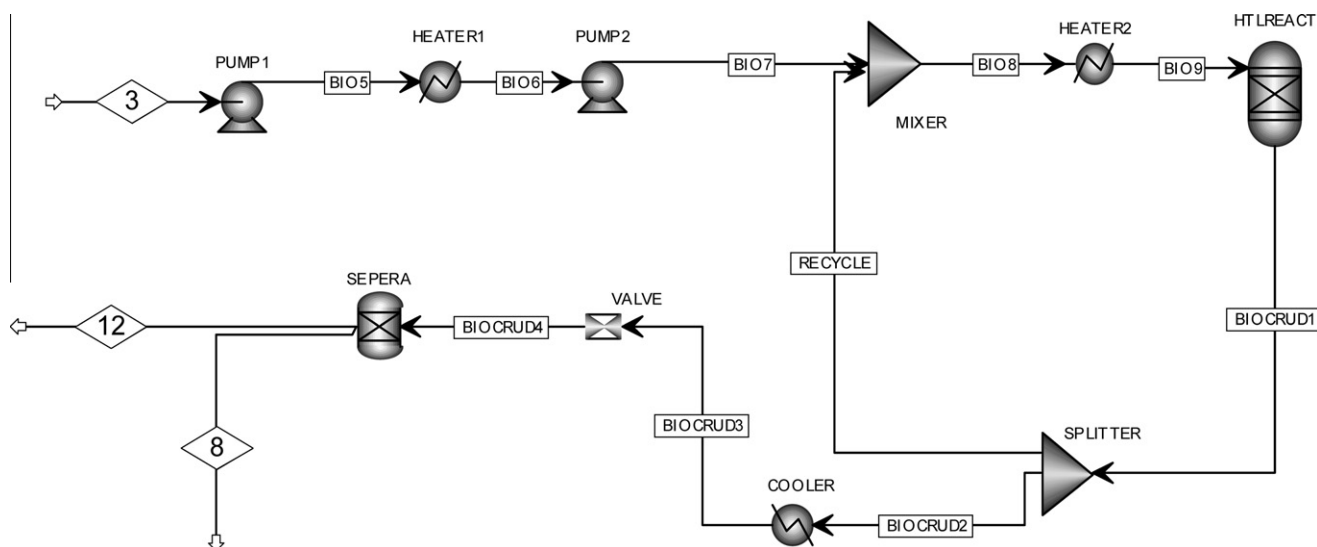 HTLREACT
HEATER1
PUMP2
HEATER2
PUMP1
BIO7
BIO8
BIO9
BIO5
BIO6
3
MIXER
RECYCLE
SEPERA
VALVE
12
BIOCRUD4
BIOCRUD1
BIOCRUD3
8
SPLITTER
COOLER
BIOCRUD2